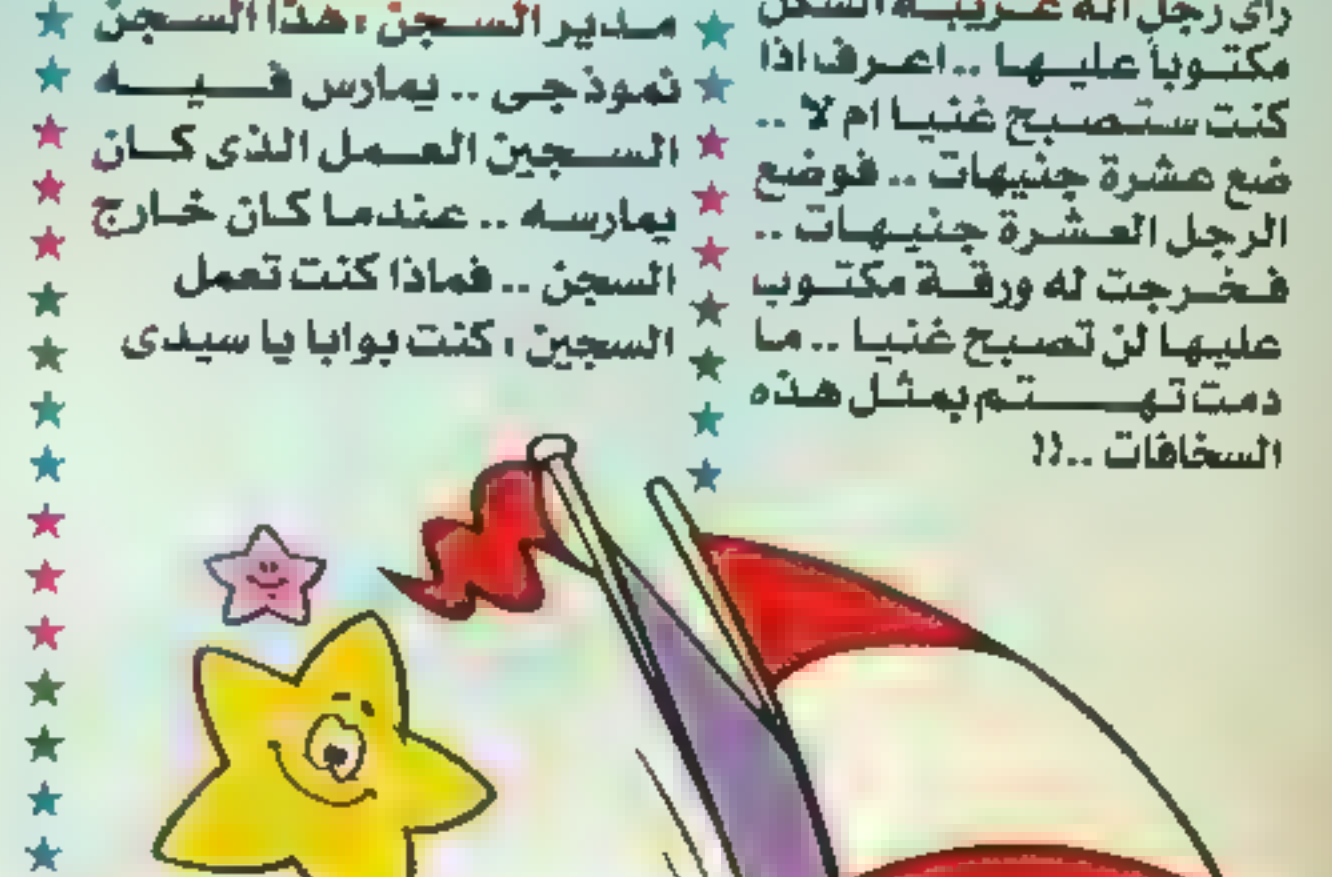 رأى رجل آلة غريبة الشكل
مكتوباً عليها .. اعرف اذا
كنت ستصبح غنيا ام لا ..
ضع عشرة جنيهات .. فوضع
الرجل العشرة جنيهات ..
فخرجت له ورقة مكتوب
عليها لن تصبح غنيا .. ما
دمت تهتم بمثل هذه
السخافات ..!!
مدير السجن : هذا السجن
نموذجى .. يمارس فيه
السجين العمل الذى كان
يمارسه .. عندما كان خارج
السجن .. فماذا كنت تعمل
السجين : كنت بوابا يا سيدى